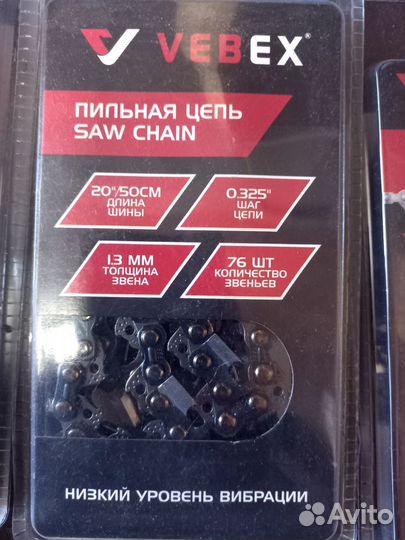 VEBEX®
ПИЛЬНАЯ ЦЕПЬ
SAW CHAIN
20"/50СМ
ДЛИНА
ШИНЫ
0.325"
ШАГ
ЦЕПИ
1.3 ММ
ТОЛЩИНА
ЗВЕНА
76 ШТ
КОЛИЧЕСТВО
ЗВЕНЬЕВ
НИЗКИЙ УРОВЕНЬ ВИБРАЦИИ
Avito